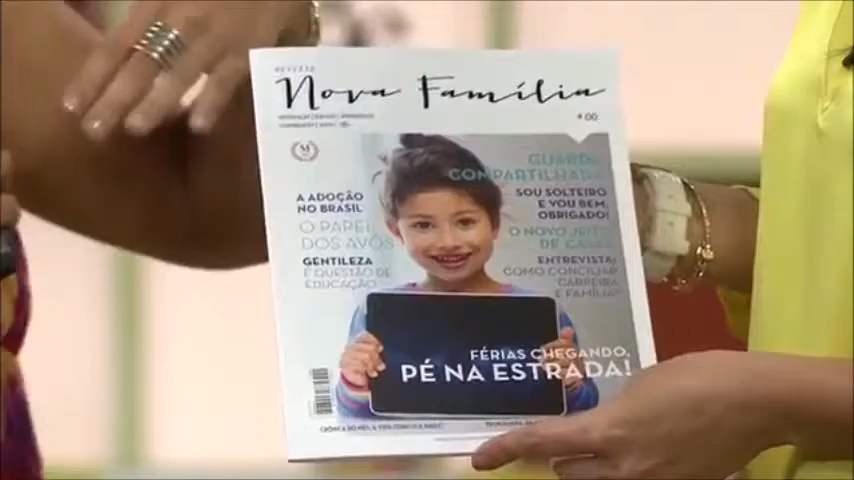 REVISTA
Nova Família
# 00
GUARDA
COMPARTILHADA
A ADOÇÃO
NO BRASIL
SOU SOLTEIRO
E VOU BEM,
OBRIGADO!
O PAPEL
DOS AVÓS
O NOVO JEITO
DE CASAR
GENTILEZA
É QUESTÃO DE
EDUCAÇÃO
ENTREVISTA:
COMO CONCILIAR
CARREIRA
E FAMÍLIA
FÉRIAS CHEGANDO,
PÉ NA ESTRADA!